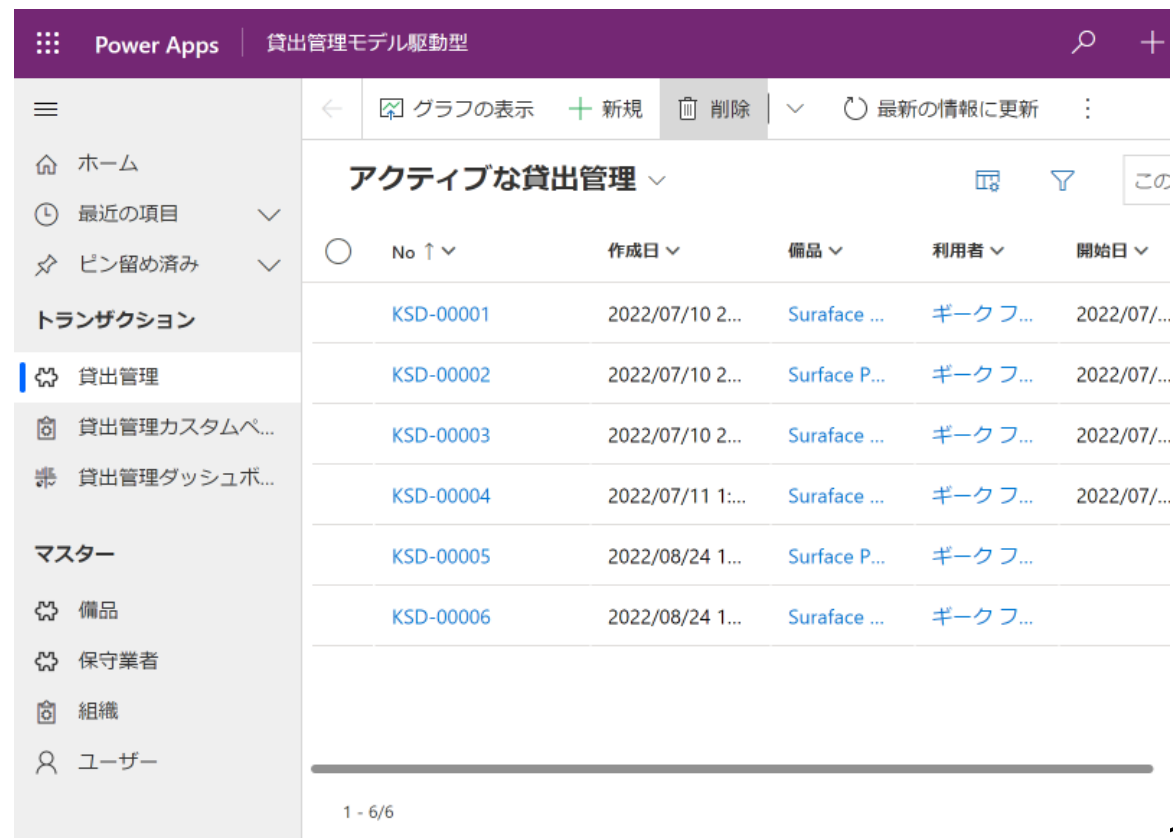 Power Apps 貸出管理モデル駆動型
グラフの表示 新規 削除 最新の情報に更新
ホーム
最近の項目
ピン留め済み
トランザクション
貸出管理
貸出管理カスタムペ...
貸出管理ダッシュボ...
マスター
備品
保守業者
組織
ユーザー
アクティブな貸出管理
この
No ↑ 作成日 備品 利用者 開始日
KSD-00001 2022/07/10 2... Suraface ... ギーク フ... 2022/07/...
KSD-00002 2022/07/10 2... Surface P... ギーク フ... 2022/07/...
KSD-00003 2022/07/10 2... Suraface ... ギーク フ... 2022/07/...
KSD-00004 2022/07/11 1:... Suraface ... ギーク フ... 2022/07/...
KSD-00005 2022/08/24 1... Surface P... ギーク フ...
KSD-00006 2022/08/24 1... Suraface ... ギーク フ...
1 - 6/6